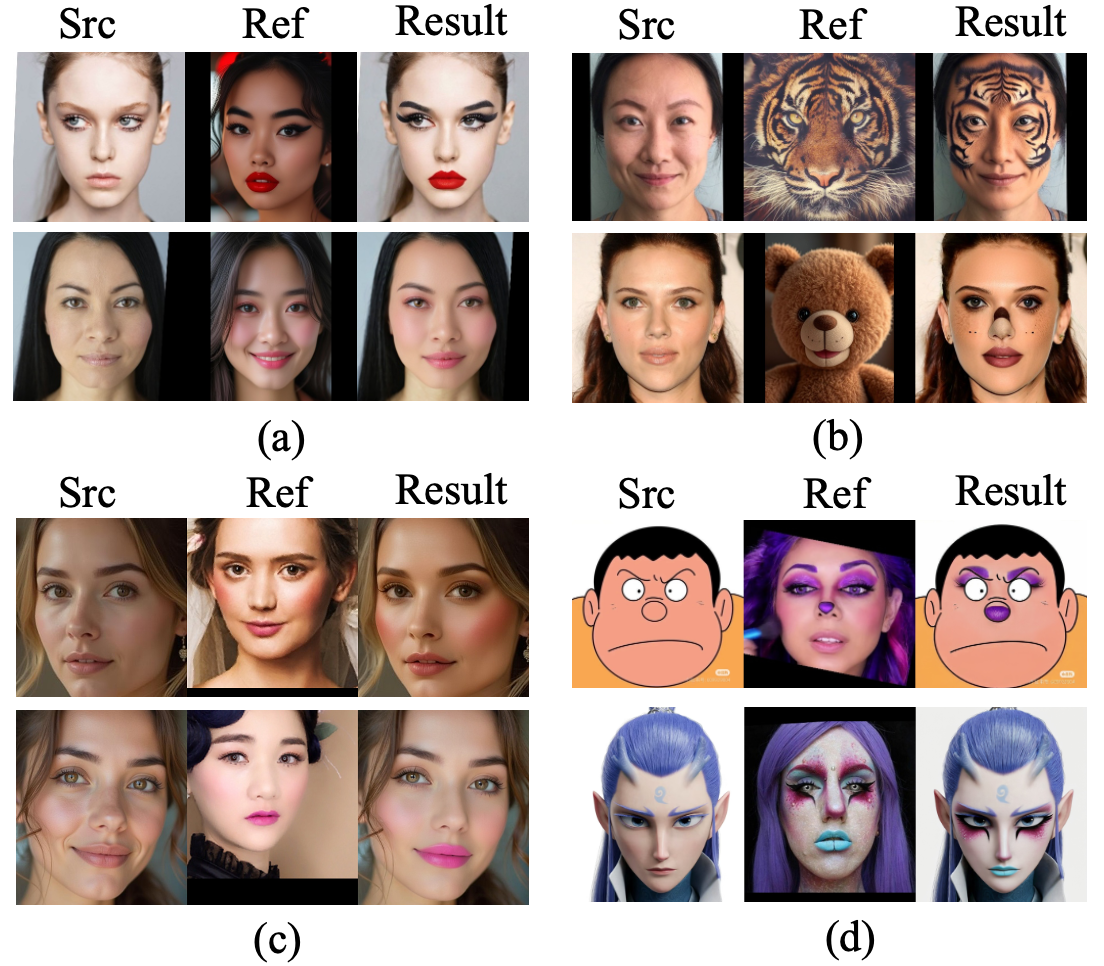 Src Ref Result
Src Ref Result
(a)
(b)
Src Ref Result
Src Ref Result
(c)
(d)